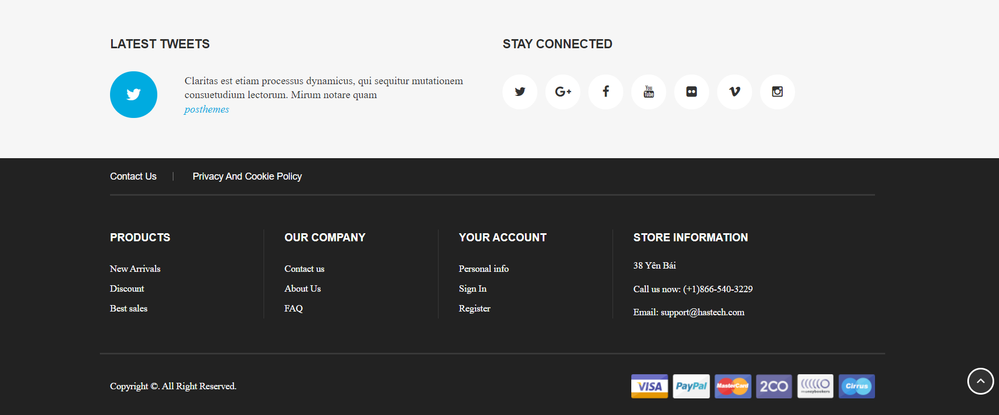 LATEST TWEETS
Claritas est etiam processus dynamicus, qui sequitur mutationem
consuetudium lectorum. Mirum notare quam
posthemes
STAY CONNECTED
G+
f
You
Tube
Contact Us
Privacy And Cookie Policy
PRODUCTS
New Arrivals
Discount
Best sales
OUR COMPANY
Contact us
About Us
FAQ
YOUR ACCOUNT
Personal info
Sign In
Register
STORE INFORMATION
38 Yên Bái
Call us now: (+1)866-540-3229
Email: support@hastech.com
Copyright ©. All Right Reserved.
VISA
PayPal
MasterCard
2CO
moneybookers
Cirrus